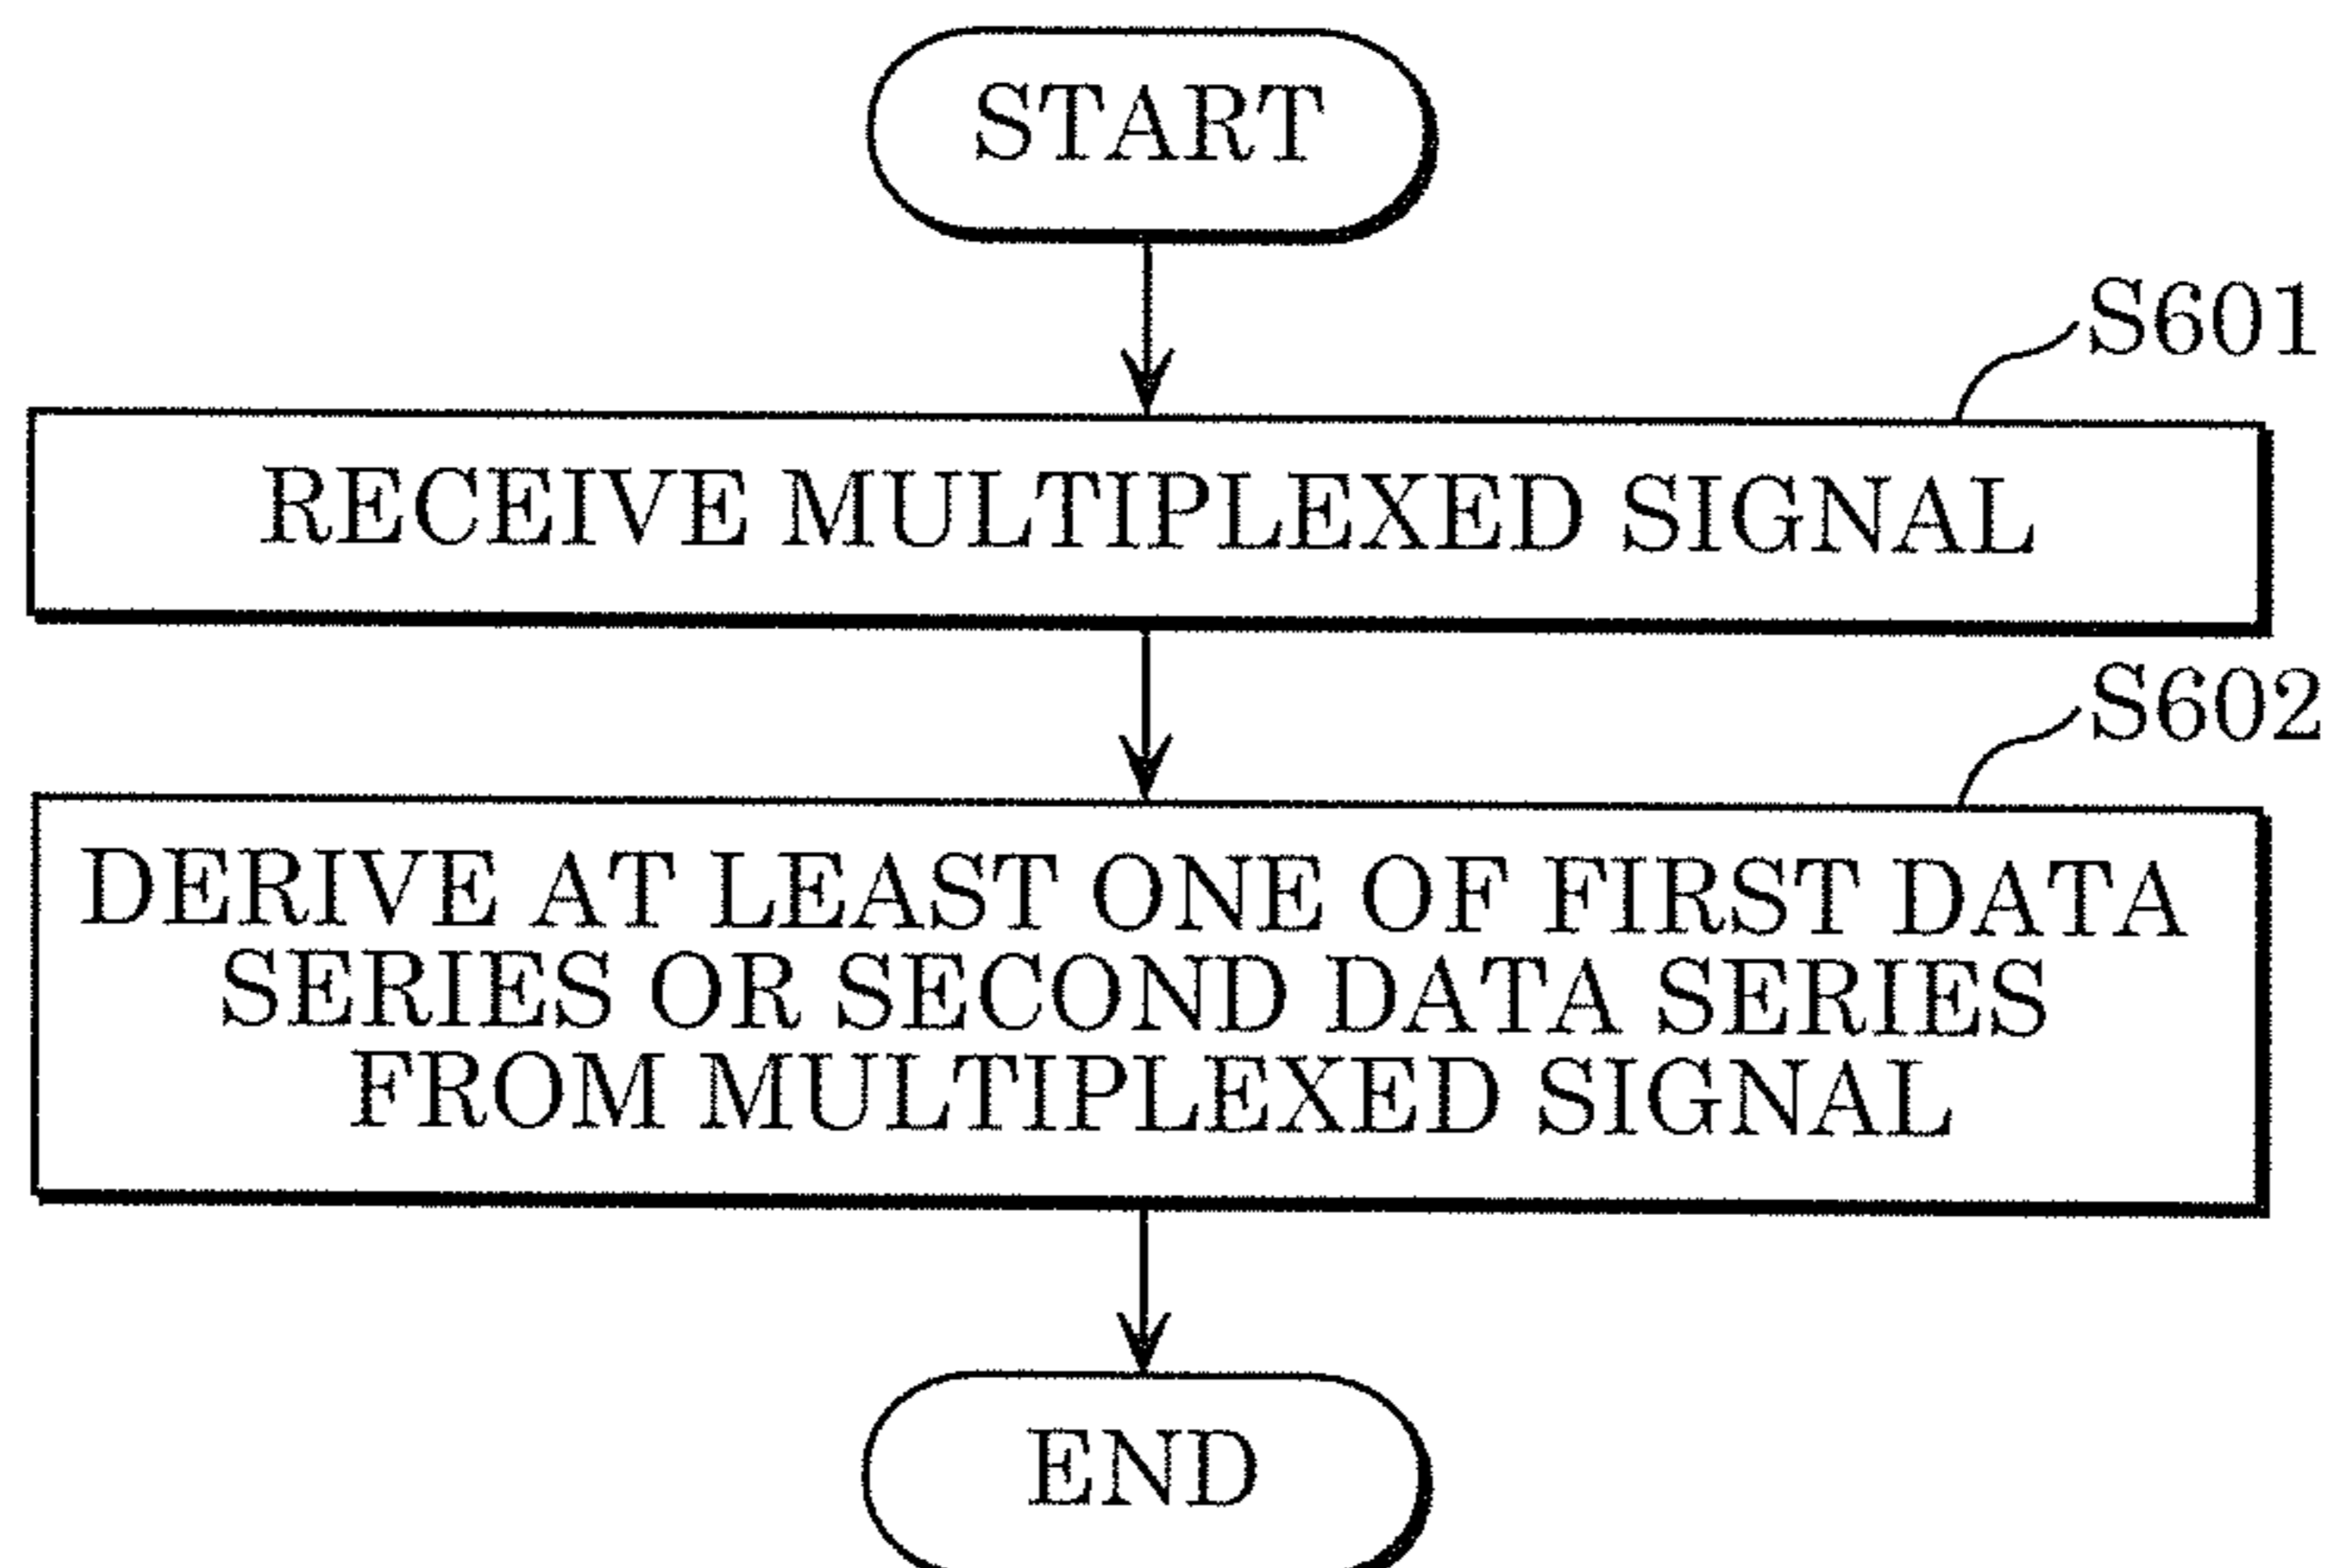 START
S601
RECEIVE MULTIPLEXED SIGNAL
S602
DERIVE AT LEAST ONE OF FIRST DATA
SERIES OR SECOND DATA SERIES
FROM MULTIPLEXED SIGNAL
END